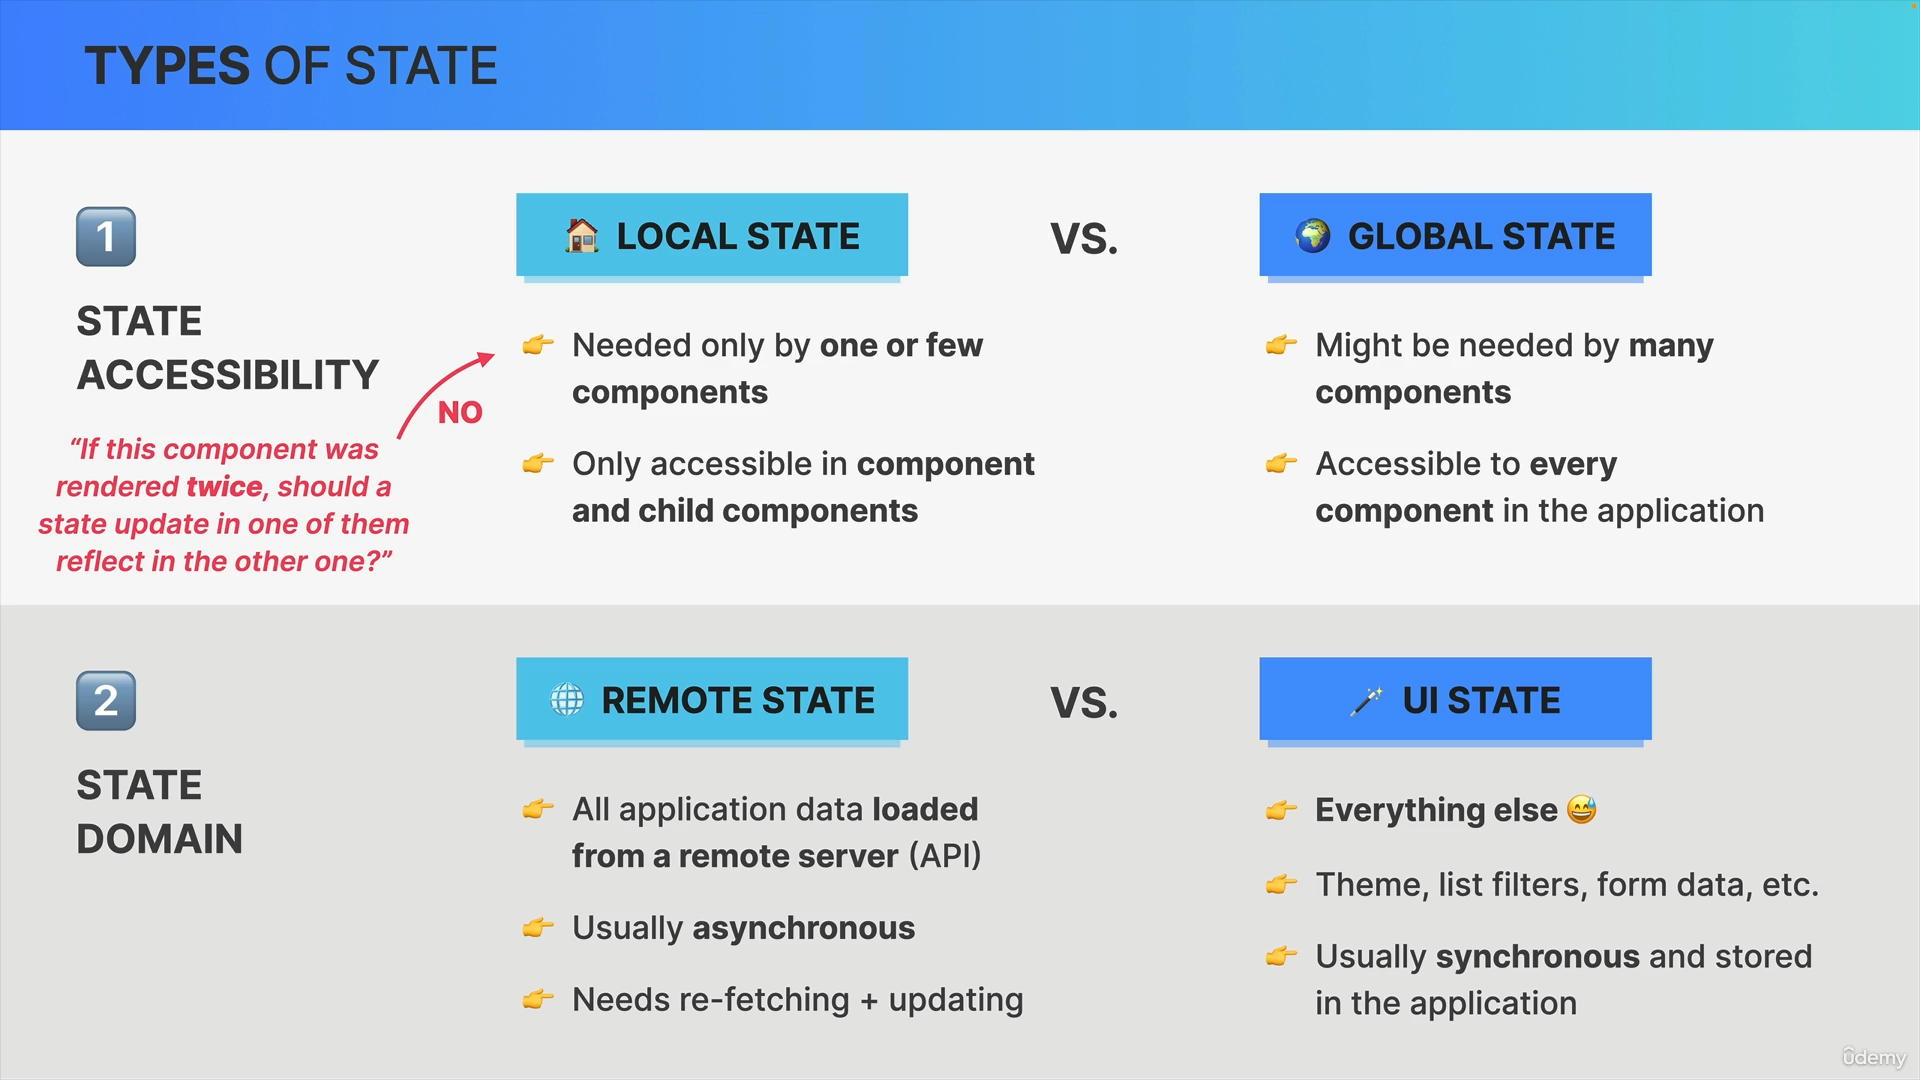 TYPES OF STATE
1
STATE
ACCESSIBILITY
“If this component was
rendered twice, should a
state update in one of them
reflect in the other one?”
NO
LOCAL STATE
Needed only by one or few
components
Only accessible in component
and child components
VS.
GLOBAL STATE
Might be needed by many
components
Accessible to every
component in the application
2
STATE
DOMAIN
REMOTE STATE
All application data loaded
from a remote server (API)
Usually asynchronous
Needs re-fetching + updating
VS.
UI STATE
Everything else
Theme, list filters, form data, etc.
Usually synchronous and stored
in the application
ûdemy